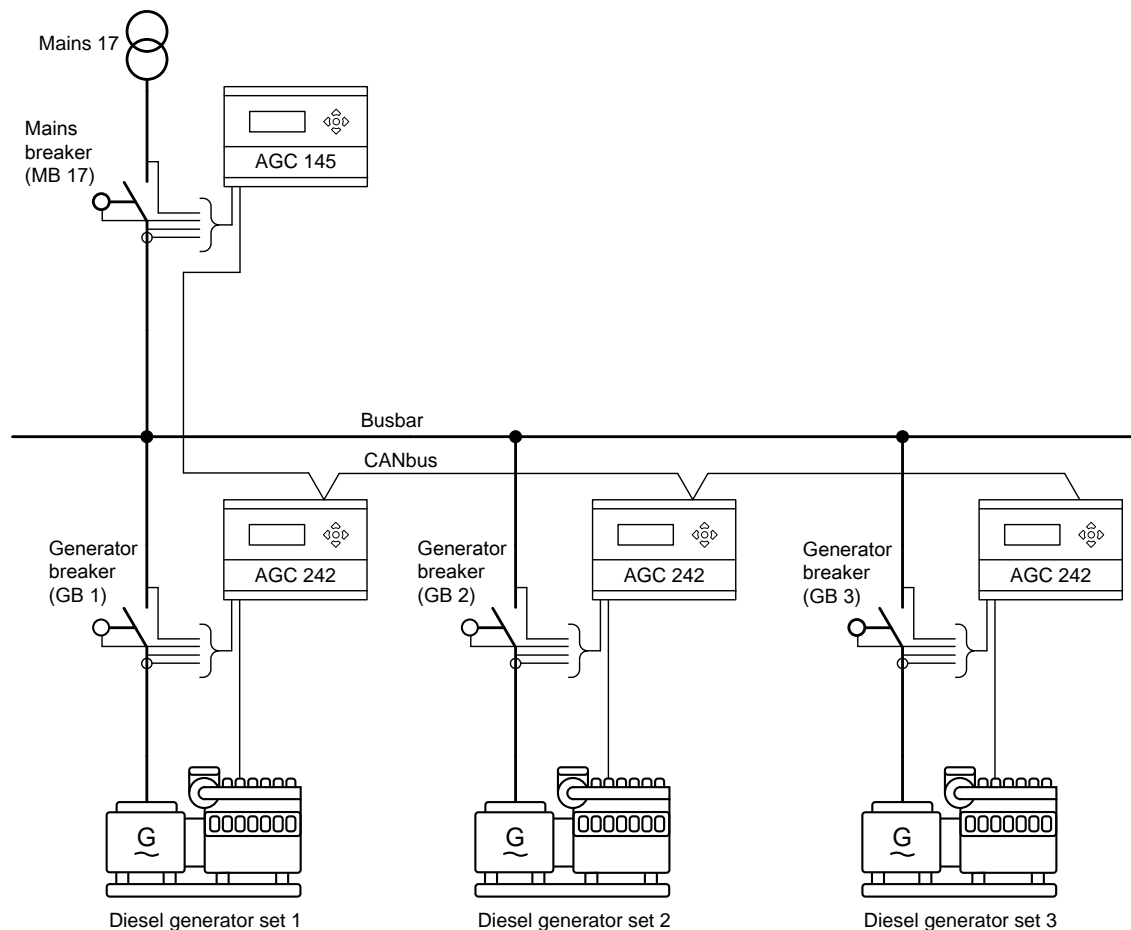 Mains 17
Mains
breaker
(MB 17)
AGC 145
Busbar
CANbus
Generator
breaker
(GB 1)
AGC 242
Generator
breaker
(GB 2)
AGC 242
Generator
breaker
(GB 3)
AGC 242
G
G
G
Diesel generator set 1
Diesel generator set 2
Diesel generator set 3